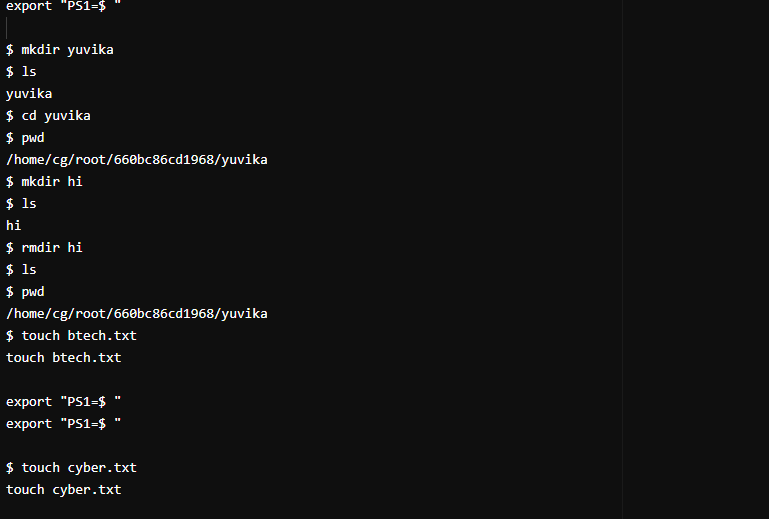 export "PS1=$ "
$ mkdir yuvika
$ ls
yuvika
$ cd yuvika
$ pwd
/home/cg/root/660bc86cd1968/yuvika
$ mkdir hi
$ ls
hi
$ rmdir hi
$ ls
$ pwd
/home/cg/root/660bc86cd1968/yuvika
$ touch btech.txt
touch btech.txt
export "PS1=$ "
export "PS1=$ "
$ touch cyber.txt
touch cyber.txt